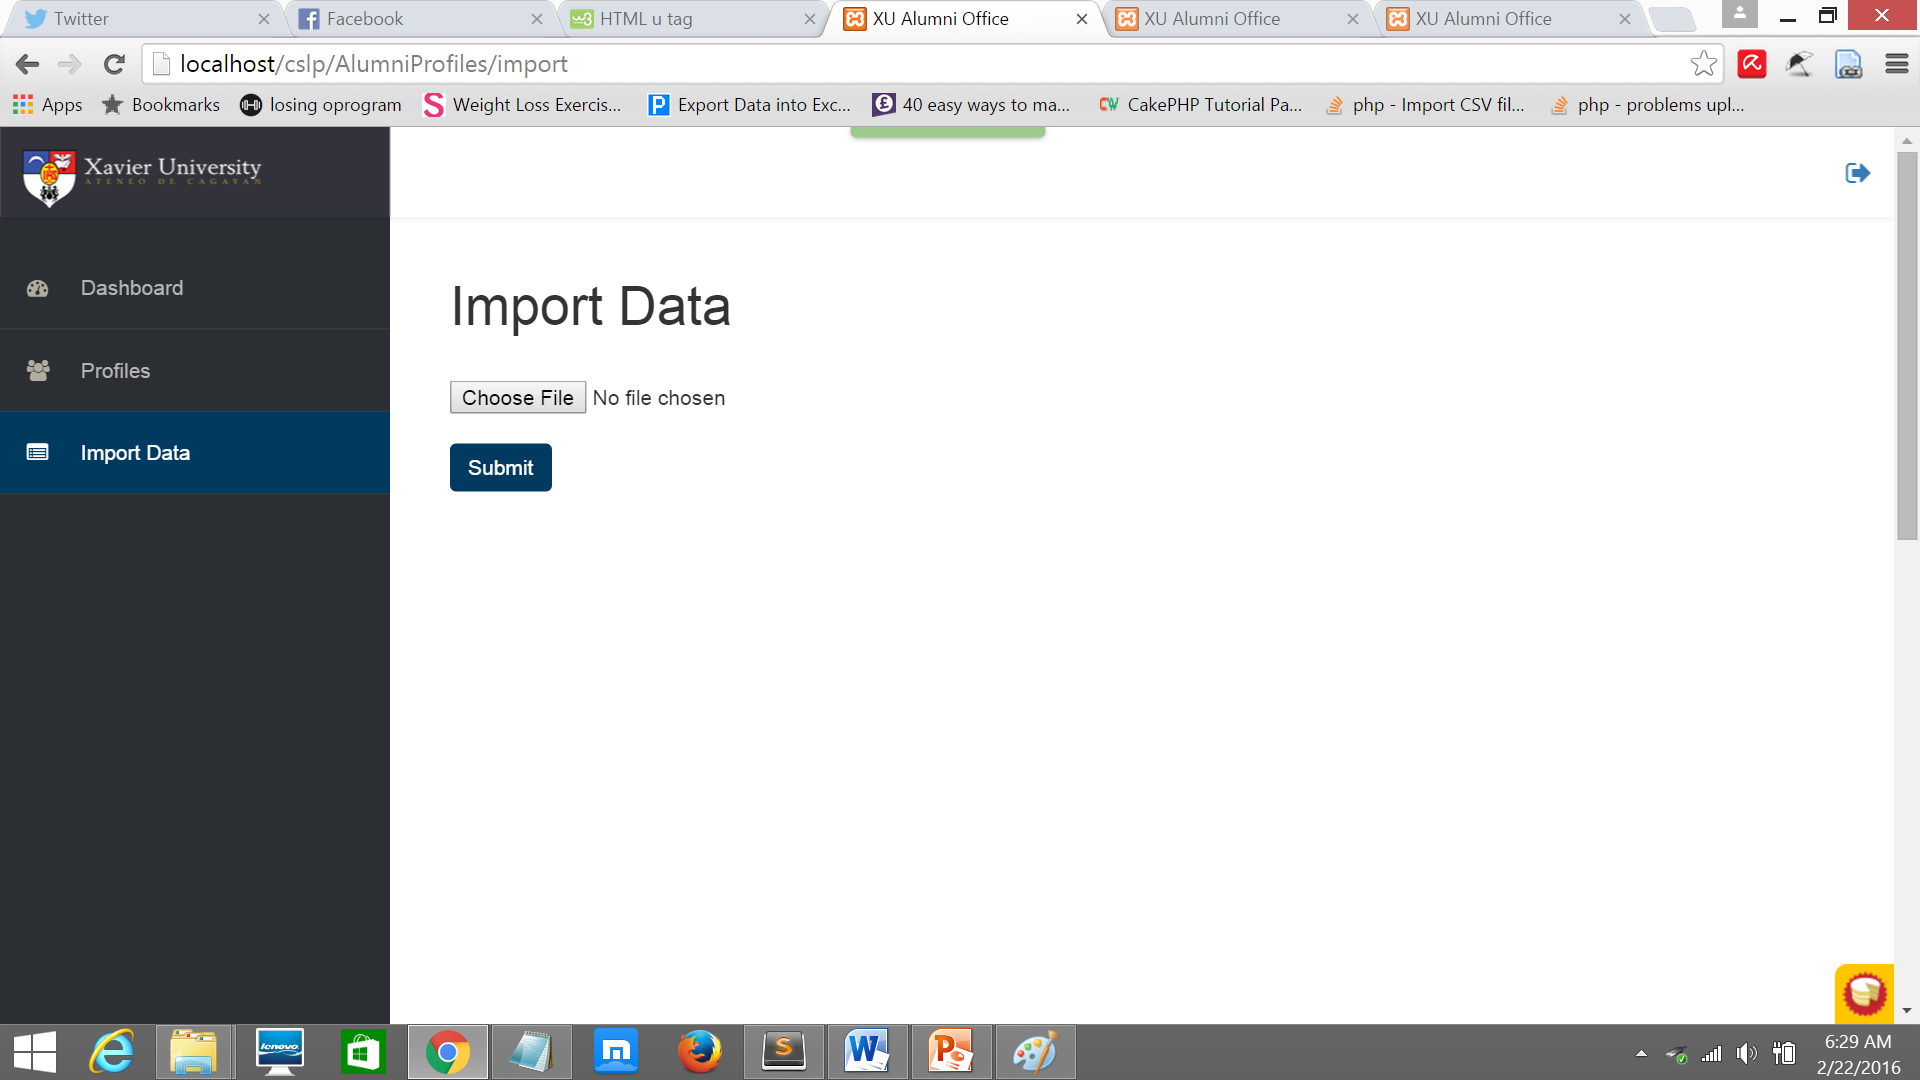 Twitter
Facebook
HTML u tag
XU Alumni Office
XU Alumni Office
XU Alumni Office
localhost/cslp/AlumniProfiles/import
Apps
Bookmarks
losing oprogram
Weight Loss Exercis...
Export Data into Exc...
40 easy ways to ma...
CakePHP Tutorial Pa...
php - Import CSV fil...
php - problems upl...
Xavier University
ATENEO DE CAGAYAN
Dashboard
Profiles
Import Data
Import Data
Choose File No file chosen
Submit
lenovo
6:29 AM
2/22/2016